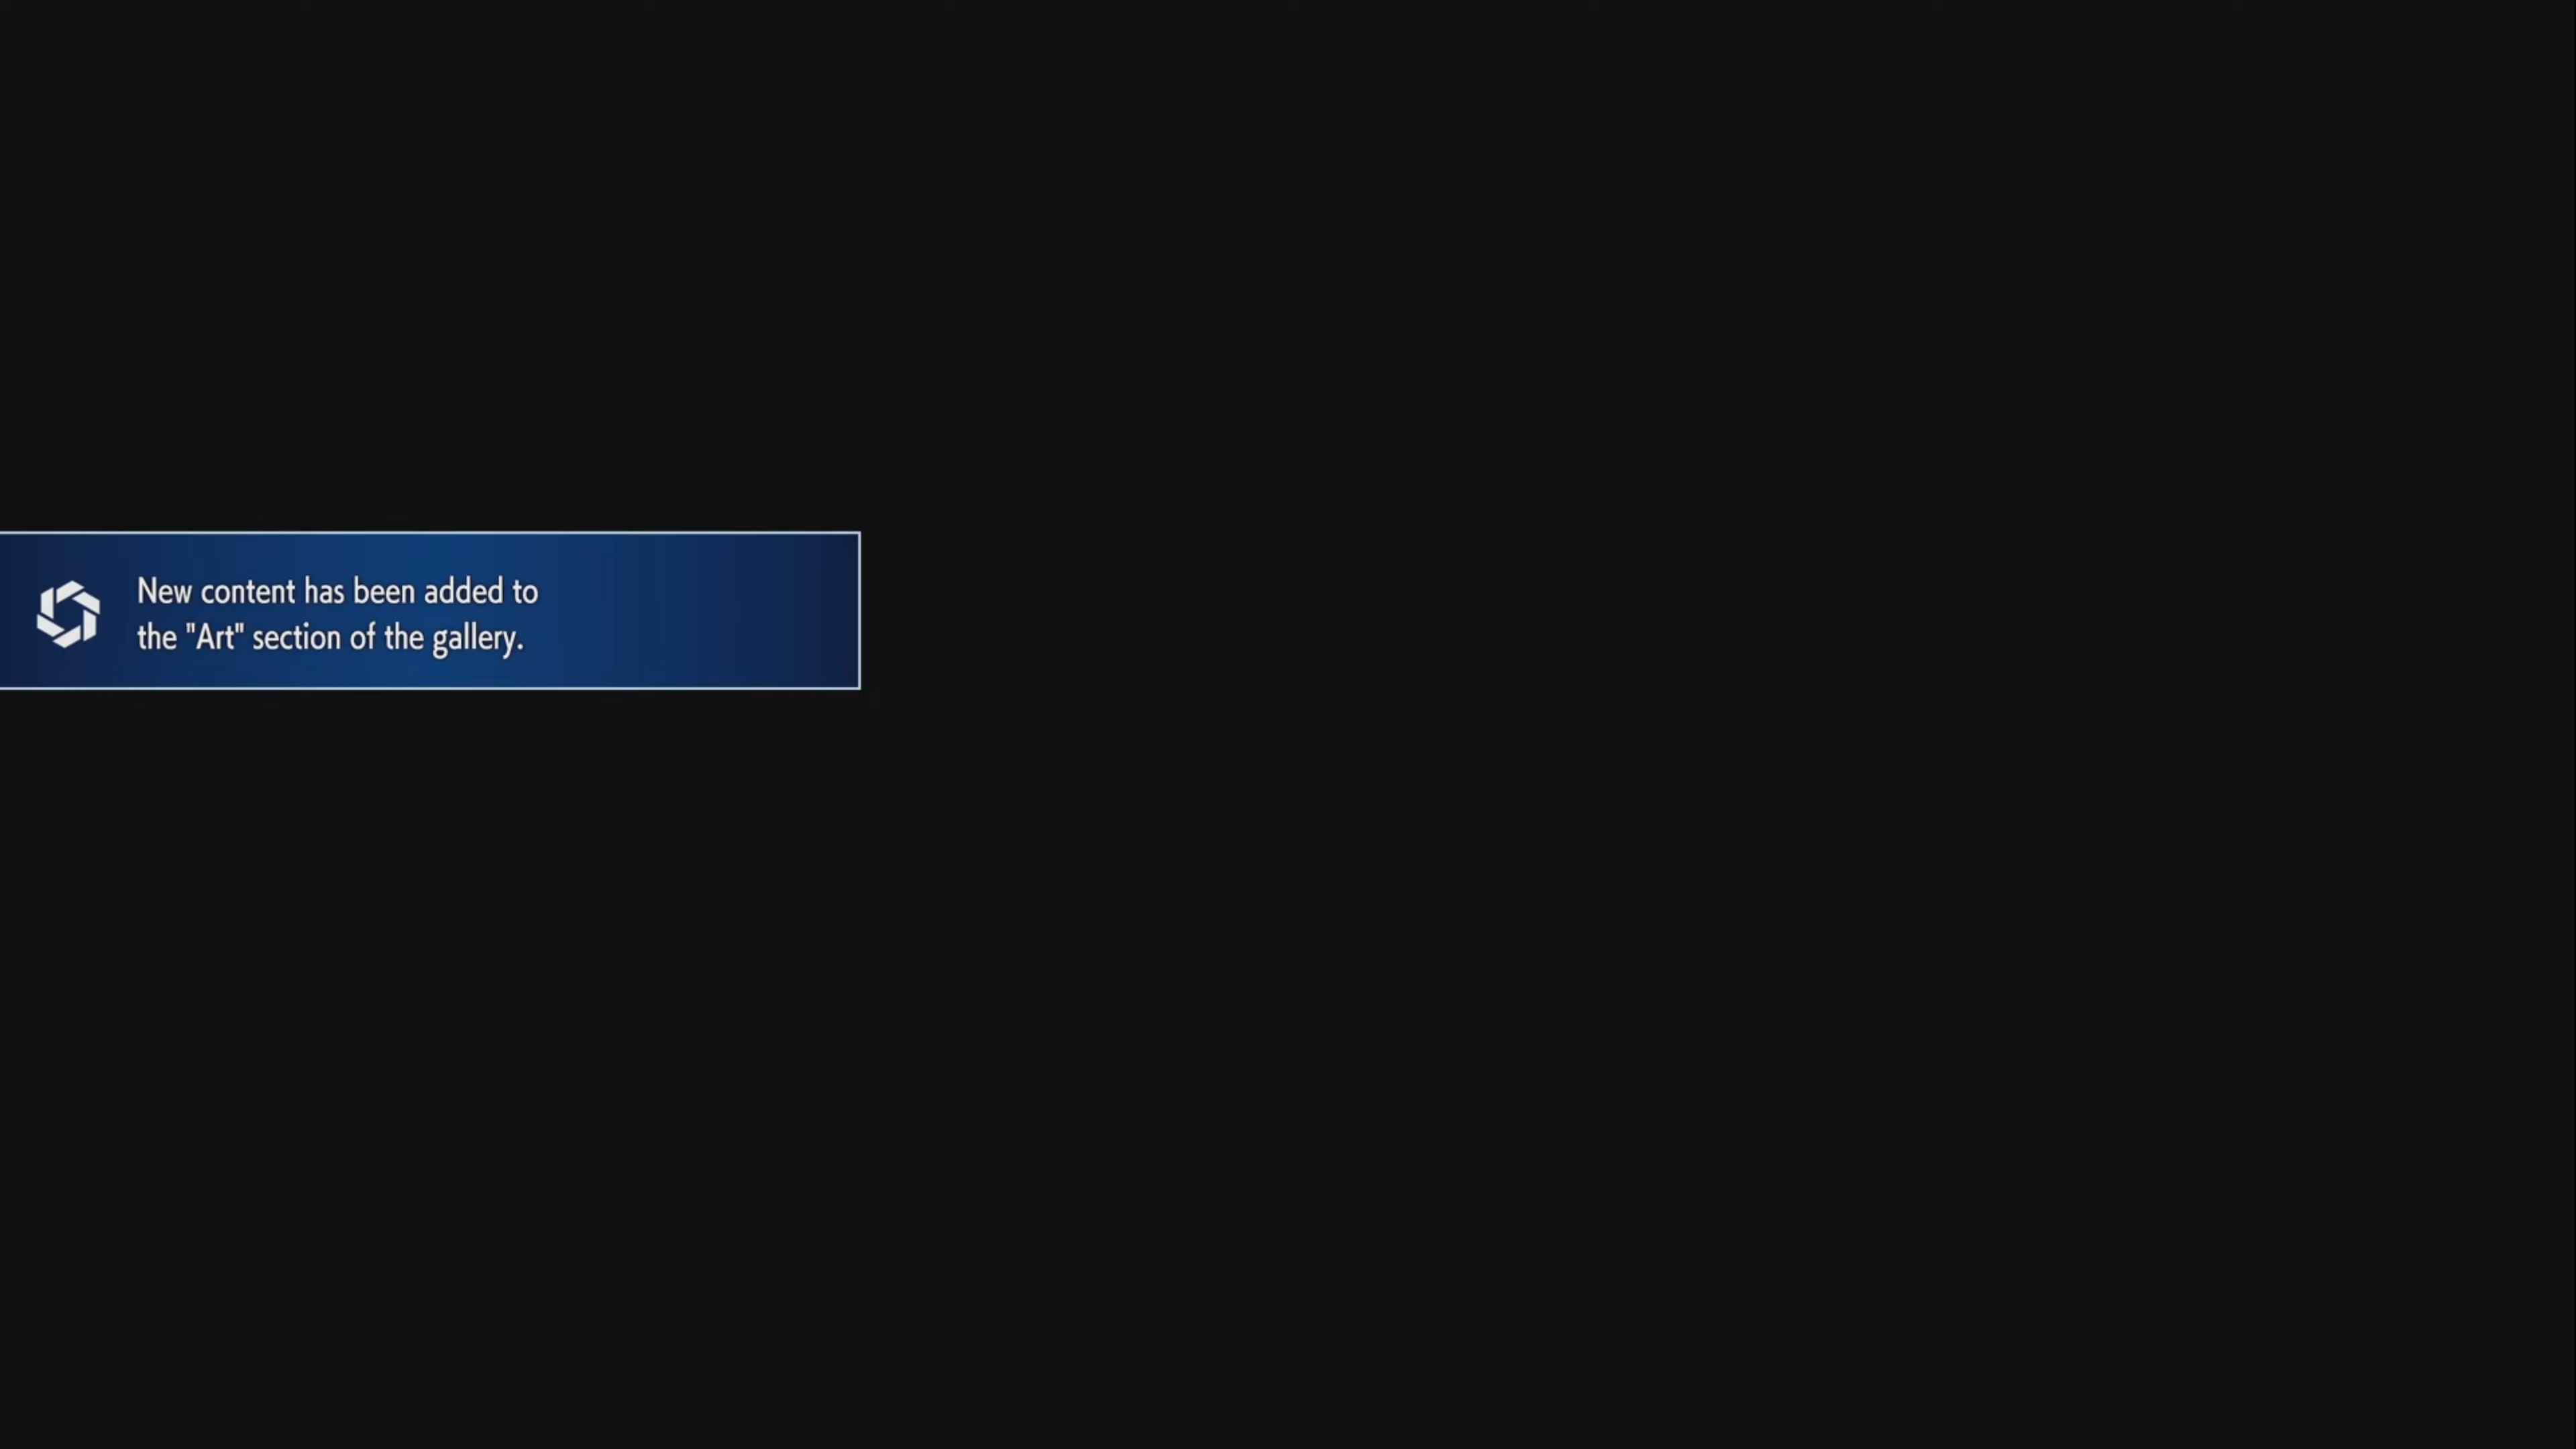 New content has been added to
the "Art" section of the gallery.